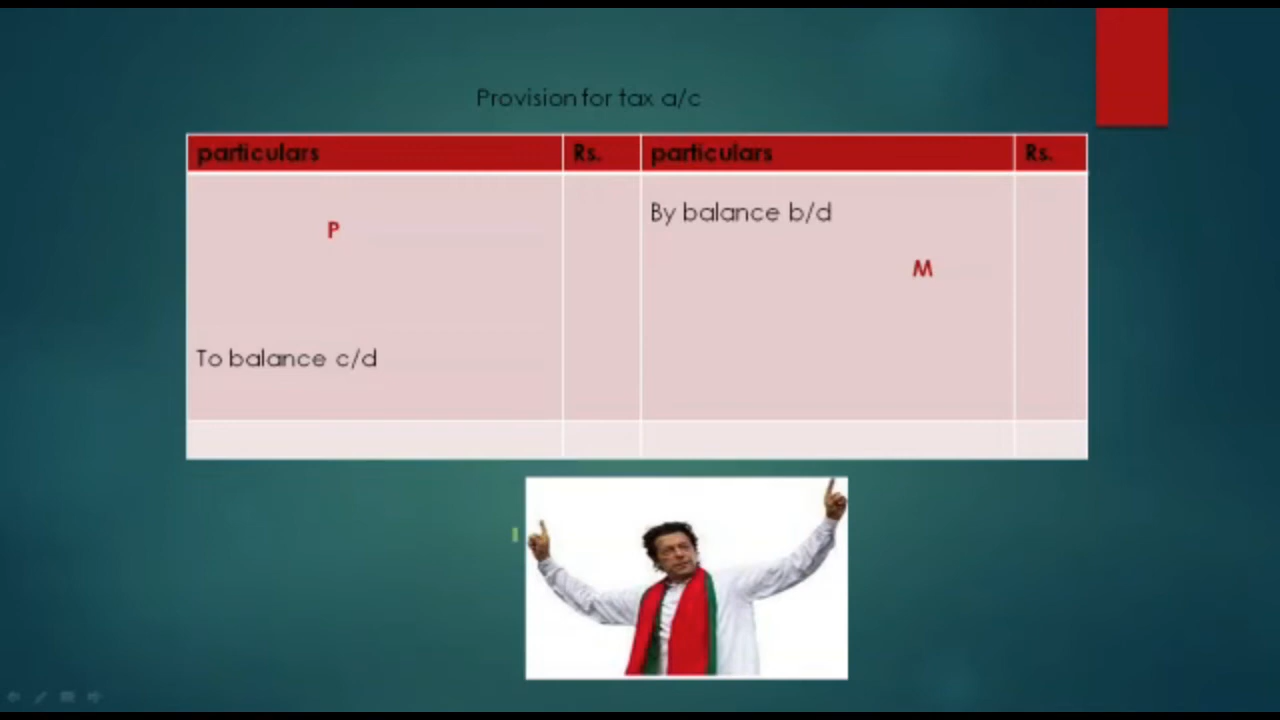 Provision for tax a/c
particulars Rs. particulars Rs.
By balance b/d
P
M
To balance c/d